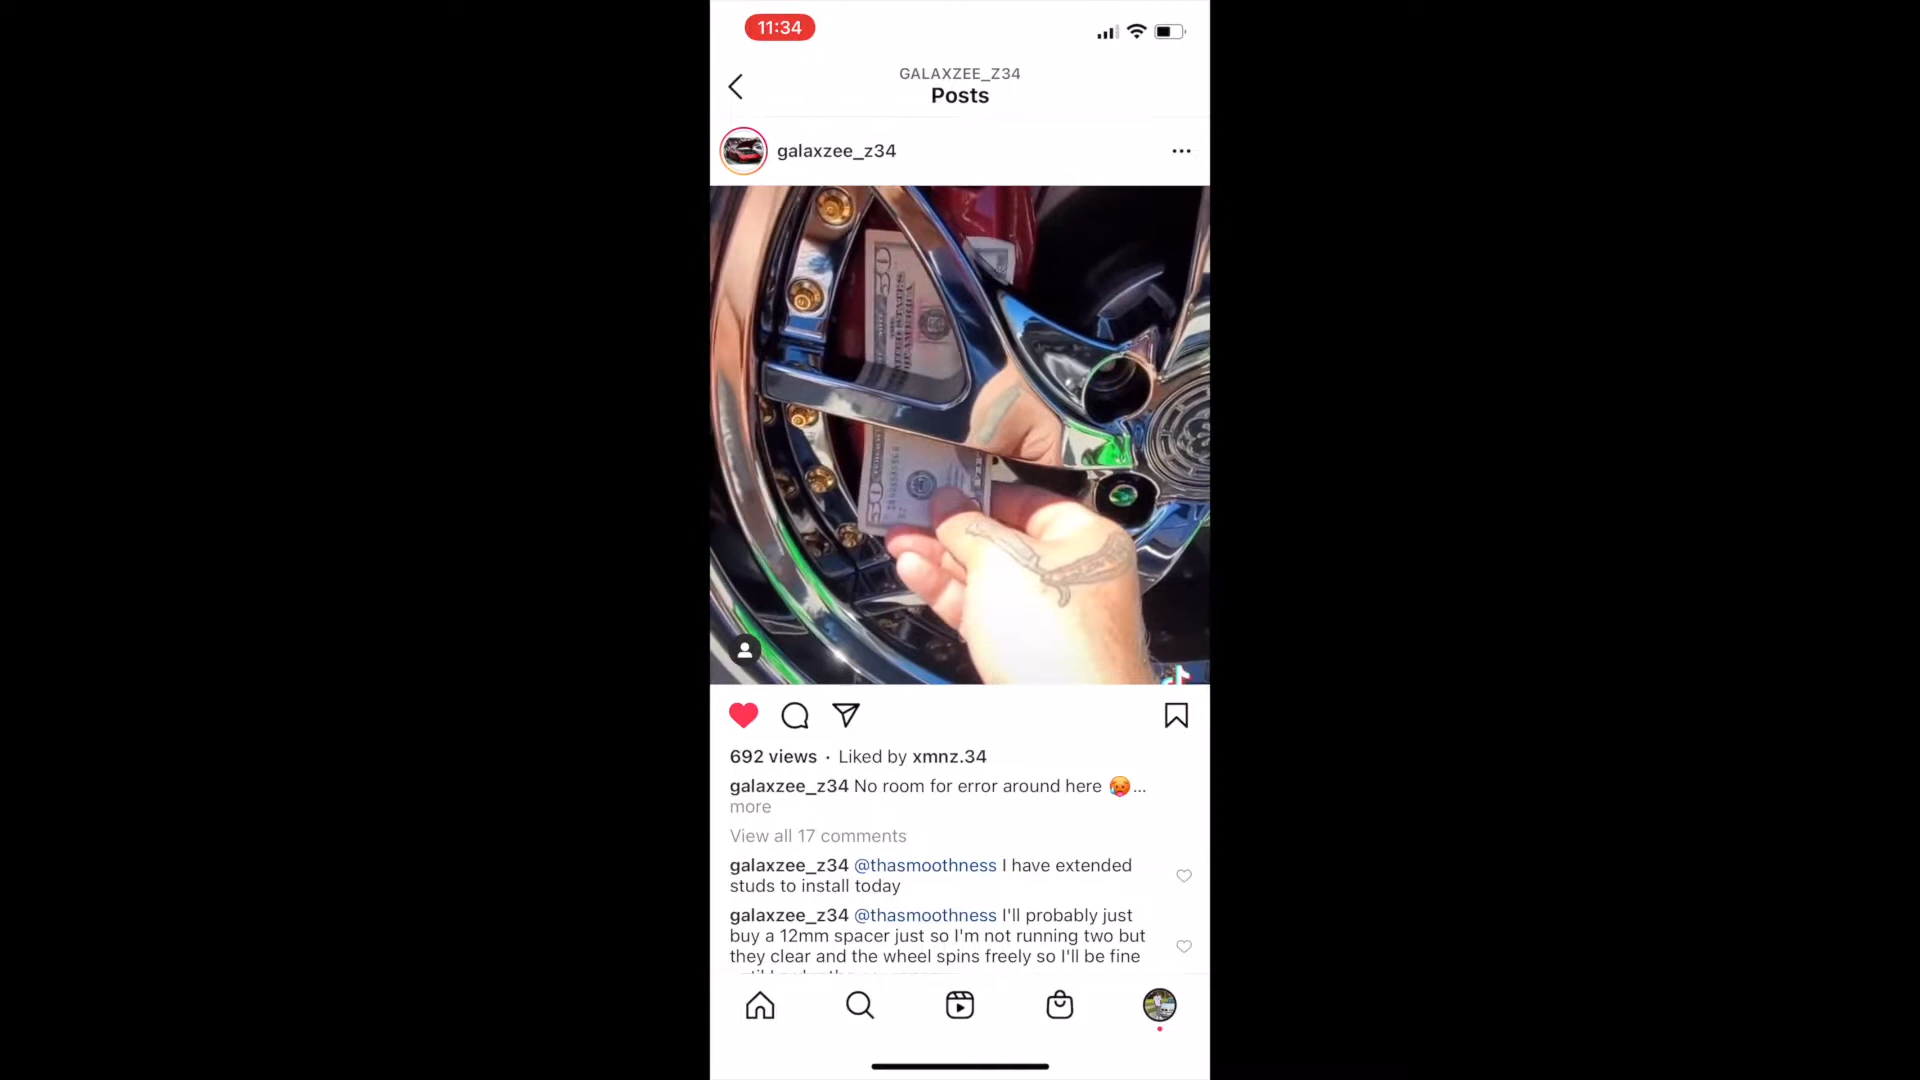 11:34
GALAXZEE_Z34
Posts
galaxzee_z34
50
50
692 views · Liked by xmnz.34
galaxzee_z34 No room for error around here 🥵...
more
View all 17 comments
galaxzee_z34 @thasmoothness I have extended
studs to install today
galaxzee_z34 @thasmoothness I'll probably just
buy a 12mm spacer just so I'm not running two but
they clear and the wheel spins freely so I'll be fine